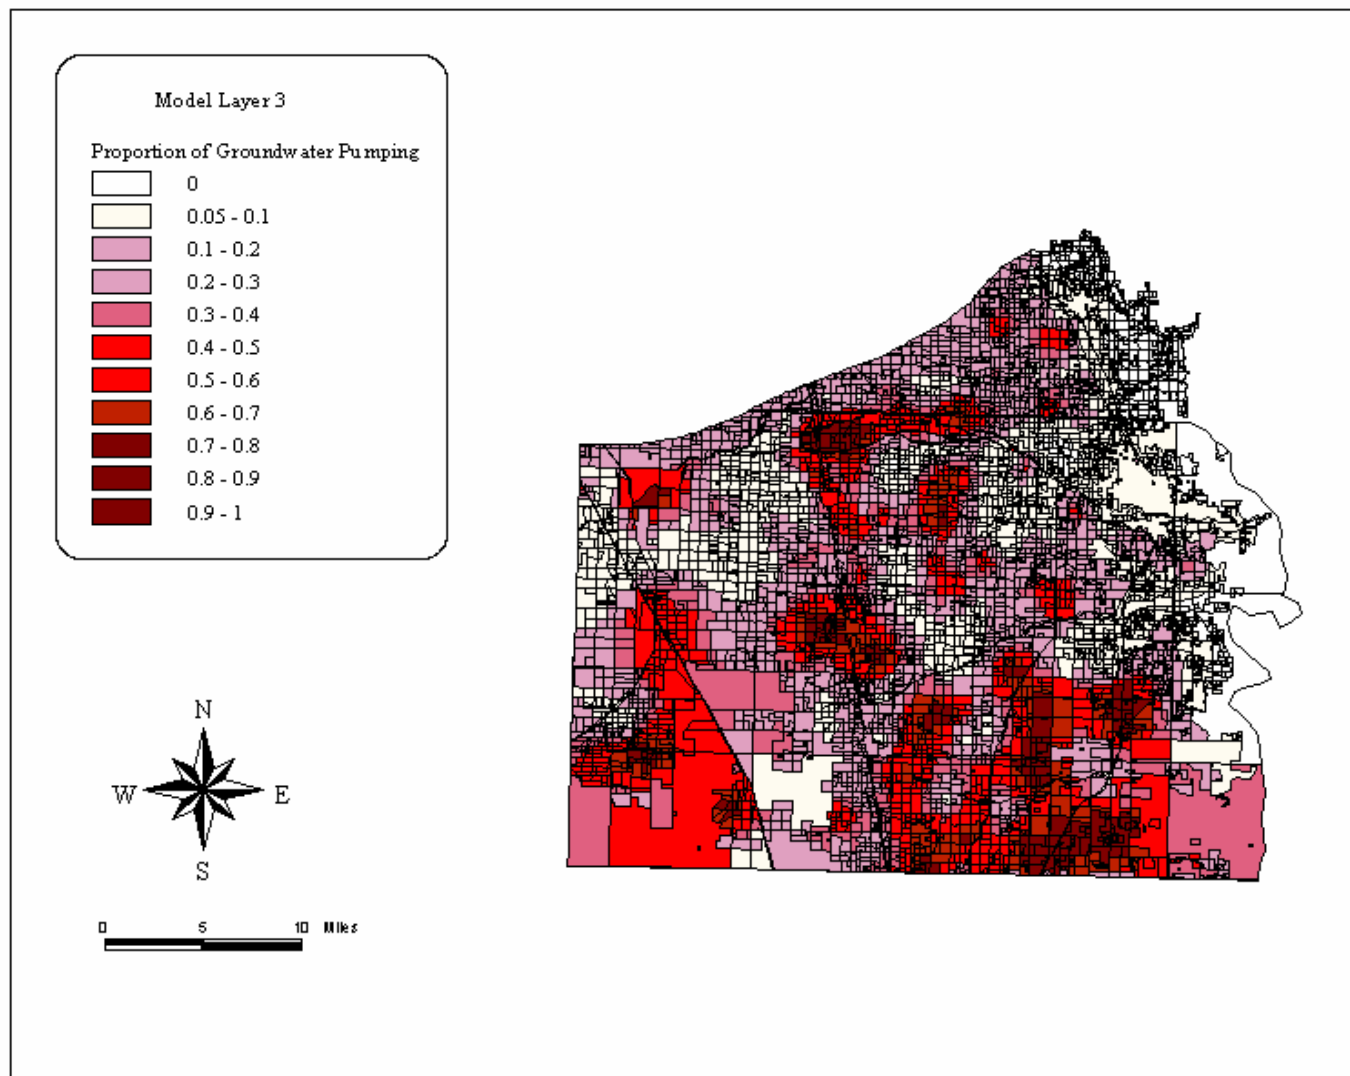 Model Layer 3
Proportion of Groundwater Pumping
0
0.05 - 0.1
0.1 - 0.2
0.2 - 0.3
0.3 - 0.4
0.4 - 0.5
0.5 - 0.6
0.6 - 0.7
0.7 - 0.8
0.8 - 0.9
0.9 - 1
N
W E
S
0 5 10 Miles